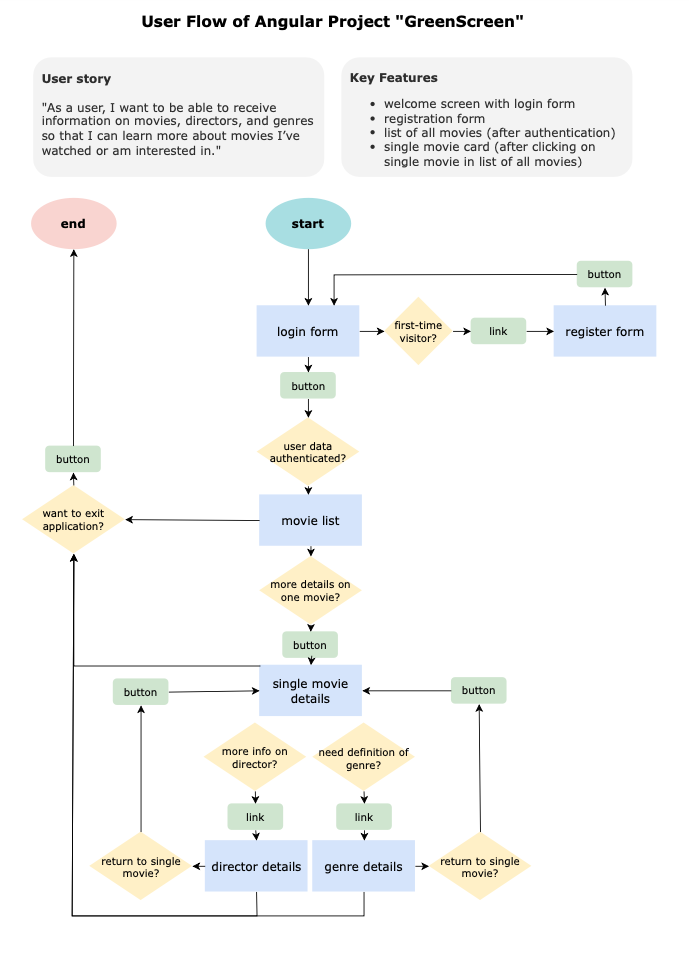 User Flow of Angular Project "GreenScreen"
User story
"As a user, I want to be able to receive
information on movies, directors, and genres
so that I can learn more about movies I've
watched or am interested in."
Key Features
• welcome screen with login form
• registration form
• list of all movies (after authentication)
• single movie card (after clicking on
single movie in list of all movies)
end
start
button
login form
first-time
visitor?
link
register form
button
user data
authenticated?
button
want to exit
application?
movie list
more details on
one movie?
button
button
single movie
details
button
more info on
director?
need definition of
genre?
link
link
return to single
movie?
director details
genre details
return to single
movie?